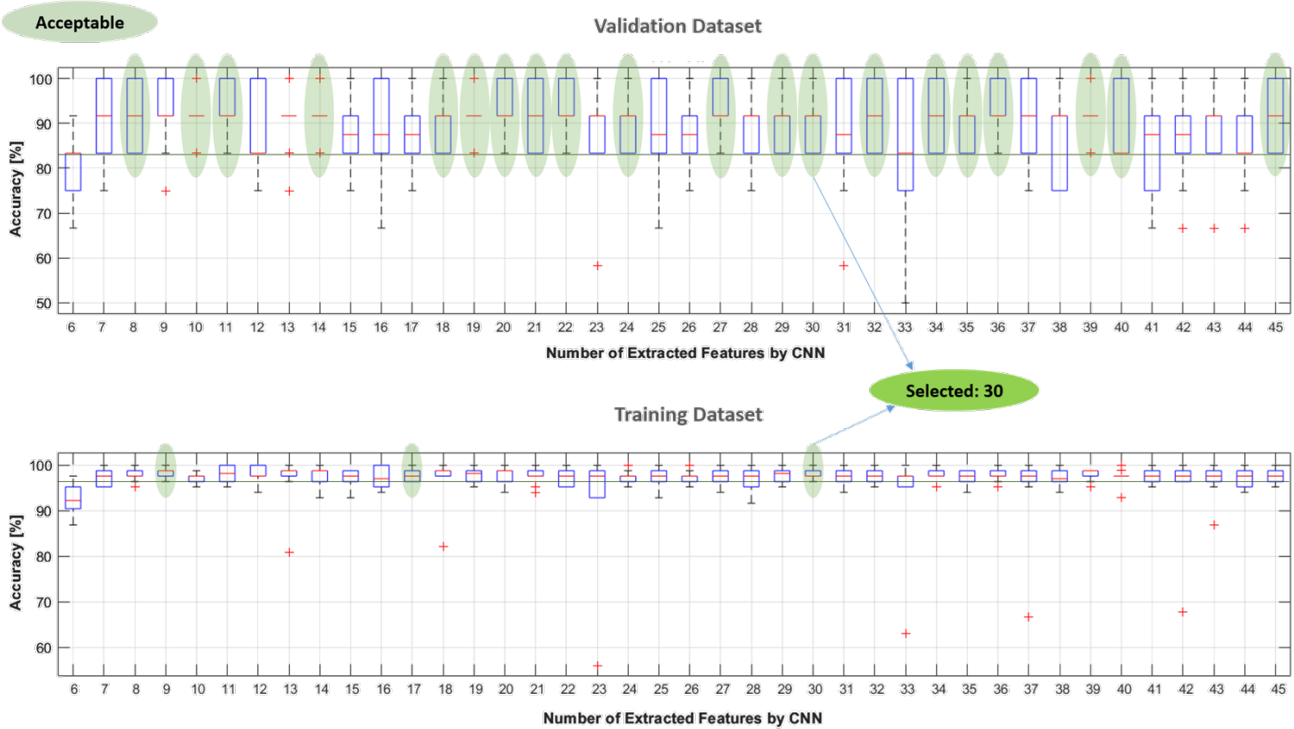 Acceptable
Validation Dataset
Accuracy [%]
100
90
80
70
60
50
6 7 8 9 10 11 12 13 14 15 16 17 18 19 20 21 22 23 24 25 26 27 28 29 30 31 32 33 34 35 36 37 38 39 40 41 42 43 44 45
Number of Extracted Features by CNN
Selected: 30
Training Dataset
Accuracy [%]
100
90
80
70
60
6 7 8 9 10 11 12 13 14 15 16 17 18 19 20 21 22 23 24 25 26 27 28 29 30 31 32 33 34 35 36 37 38 39 40 41 42 43 44 45
Number of Extracted Features by CNN